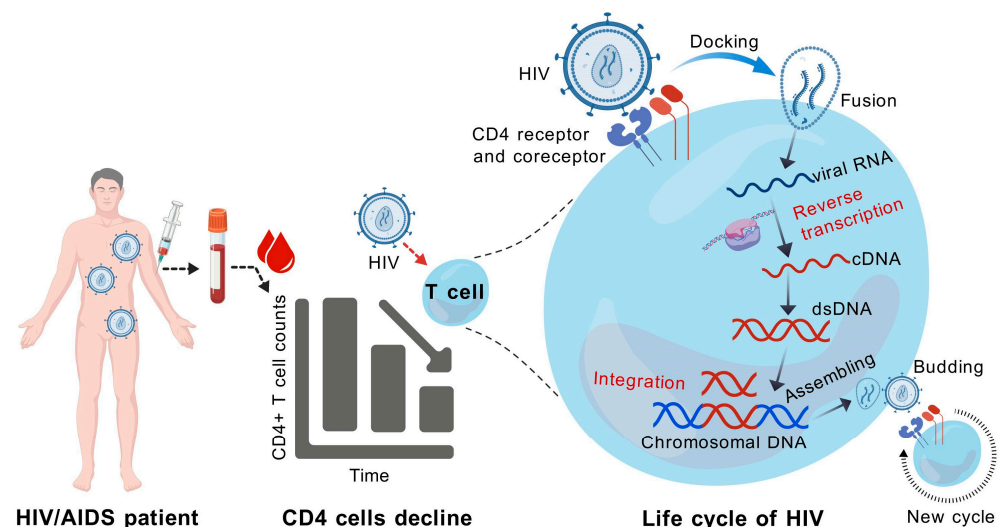 HIV
Docking
Fusion
CD4 receptor
and coreceptor
viral RNA
Reverse
transcription
cDNA
dsDNA
HIV
T cell
CD4+ T cell counts
Time
Integration
Assembling
Budding
Chromosomal DNA
New cycle
HIV/AIDS patient
CD4 cells decline
Life cycle of HIV